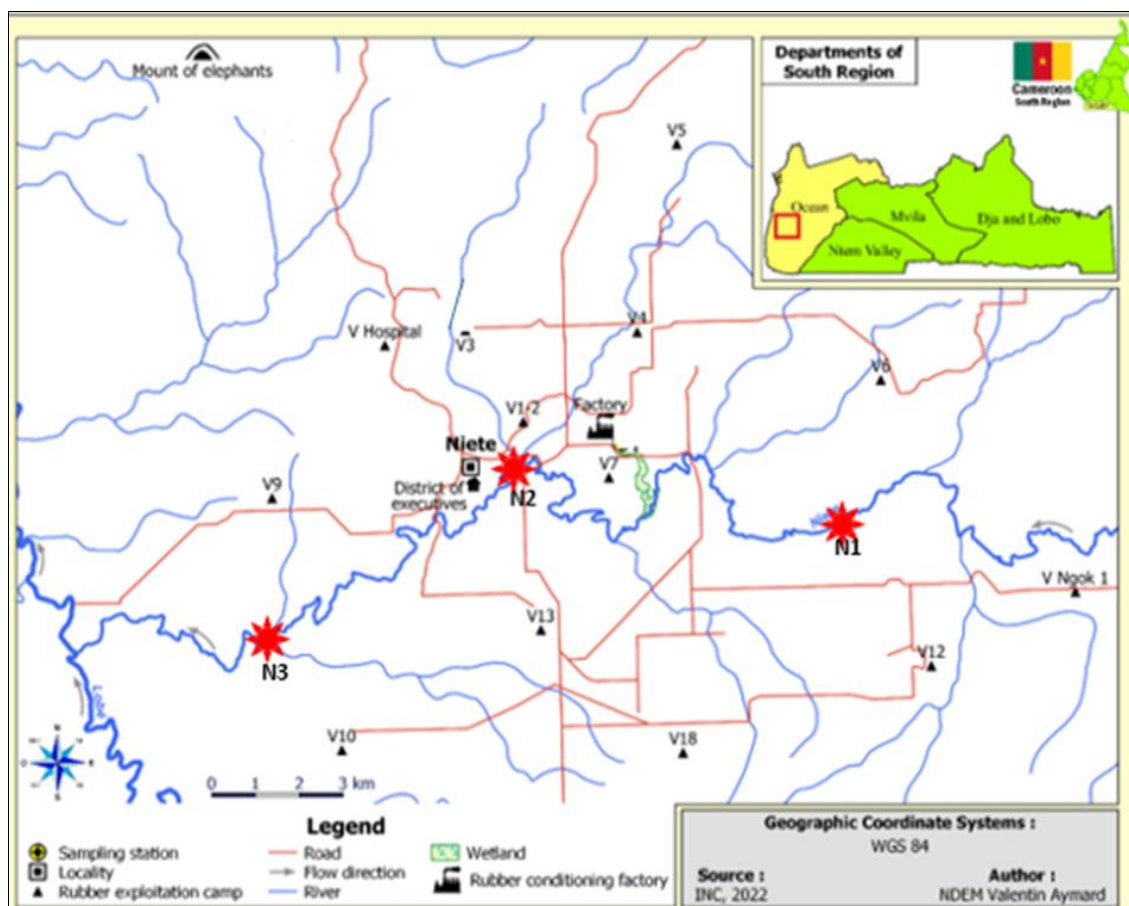 Mount of elephants
Departments of
South Region
Cameroon
South Region
Ocean
Mvila
Dja and Lobo
Ntem Valley
V5
V4
V Hospital
V3
V6
V1-2
Factory
Niete
V7
N2
District of
executives
V9
N1
V Ngok 1
V13
N3
V12
Lobe
V10
V18
N
E
S
O
0 1 2 3 km
Legend
Sampling station
Locality
Rubber exploitation camp
Road
Flow direction
River
Wetland
Rubber conditioning factory
Geographic Coordinate Systems :
WGS 84
Source :
INC, 2022
Author :
NDEM Valentin Aymard